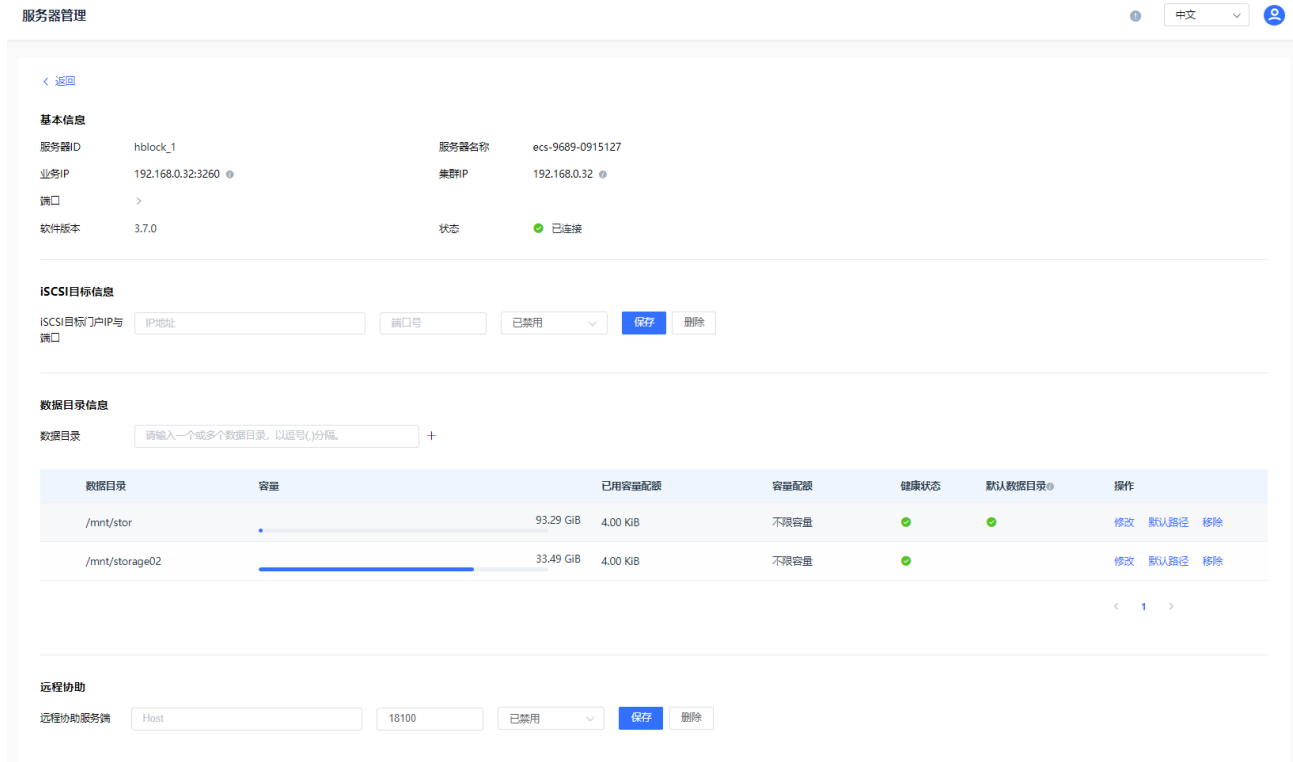 服务器管理
中文
返回
基本信息
服务器ID hblock_1 服务器名称 ecs-9689-0915127
业务IP 192.168.0.32:3260 集群IP 192.168.0.32
端口
软件版本 3.7.0 状态 已连接
iSCSI目标信息
iSCSI目标门户IP与 IP地址 端口号 已禁用 保存 删除
端口
数据目录信息
数据目录 请输入一个或多个数据目录，以逗号(,)分隔。 +
数据目录 容量 已用容量配额 容量配额 健康状态 默认数据目录 操作
/mnt/stor 93.29 GiB 4.00 KiB 不限容量 修改 默认路径 移除
/mnt/storage02 33.49 GiB 4.00 KiB 不限容量 修改 默认路径 移除
1
远程协助
远程协助服务端 Host 18100 已禁用 保存 删除